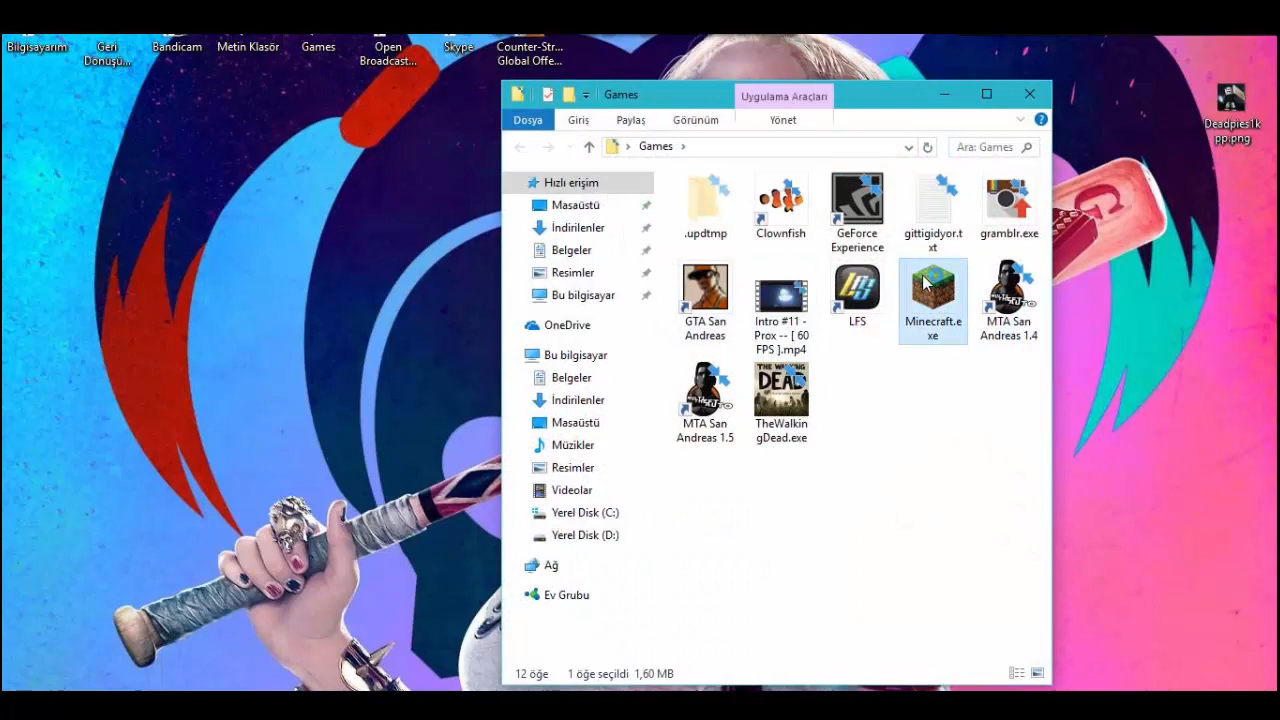 Bilgisayarım
Geri
Dönüşü...
Bandicam
Metin Klasör
Games
Open
Broadcast...
Skype
Counter-Str...
Global Offe...
Deadpies1k
pp.png
Games
Uygulama Araçları
Dosya
Giriş
Paylaş
Görünüm
Yönet
Games
Ara: Games
Hızlı erişim
Masaüstü
İndirilenler
Belgeler
Resimler
Bu bilgisayar
OneDrive
Bu bilgisayar
Belgeler
İndirilenler
Masaüstü
Müzikler
Resimler
Videolar
Yerel Disk (C:)
Yerel Disk (D:)
Ağ
Ev Grubu
.updtmp
Clownfish
GeForce
Experience
gittigidyor.t
xt
gramblr.exe
GTA San
Andreas
Intro #11 -
Prox -- [ 60
FPS ].mp4
LFS
Minecraft.e
xe
MTA San
Andreas 1.4
MTA San
Andreas 1.5
THE WALKING
DEAD
TheWalkin
gDead.exe
12 öğe
1 öğe seçildi 1,60 MB